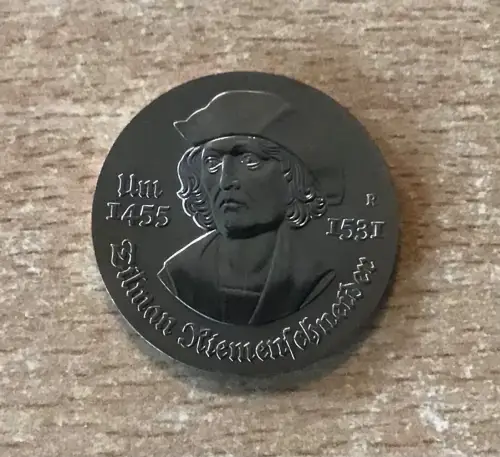 Um
1455
R
1531
Tilman Riemenschneider